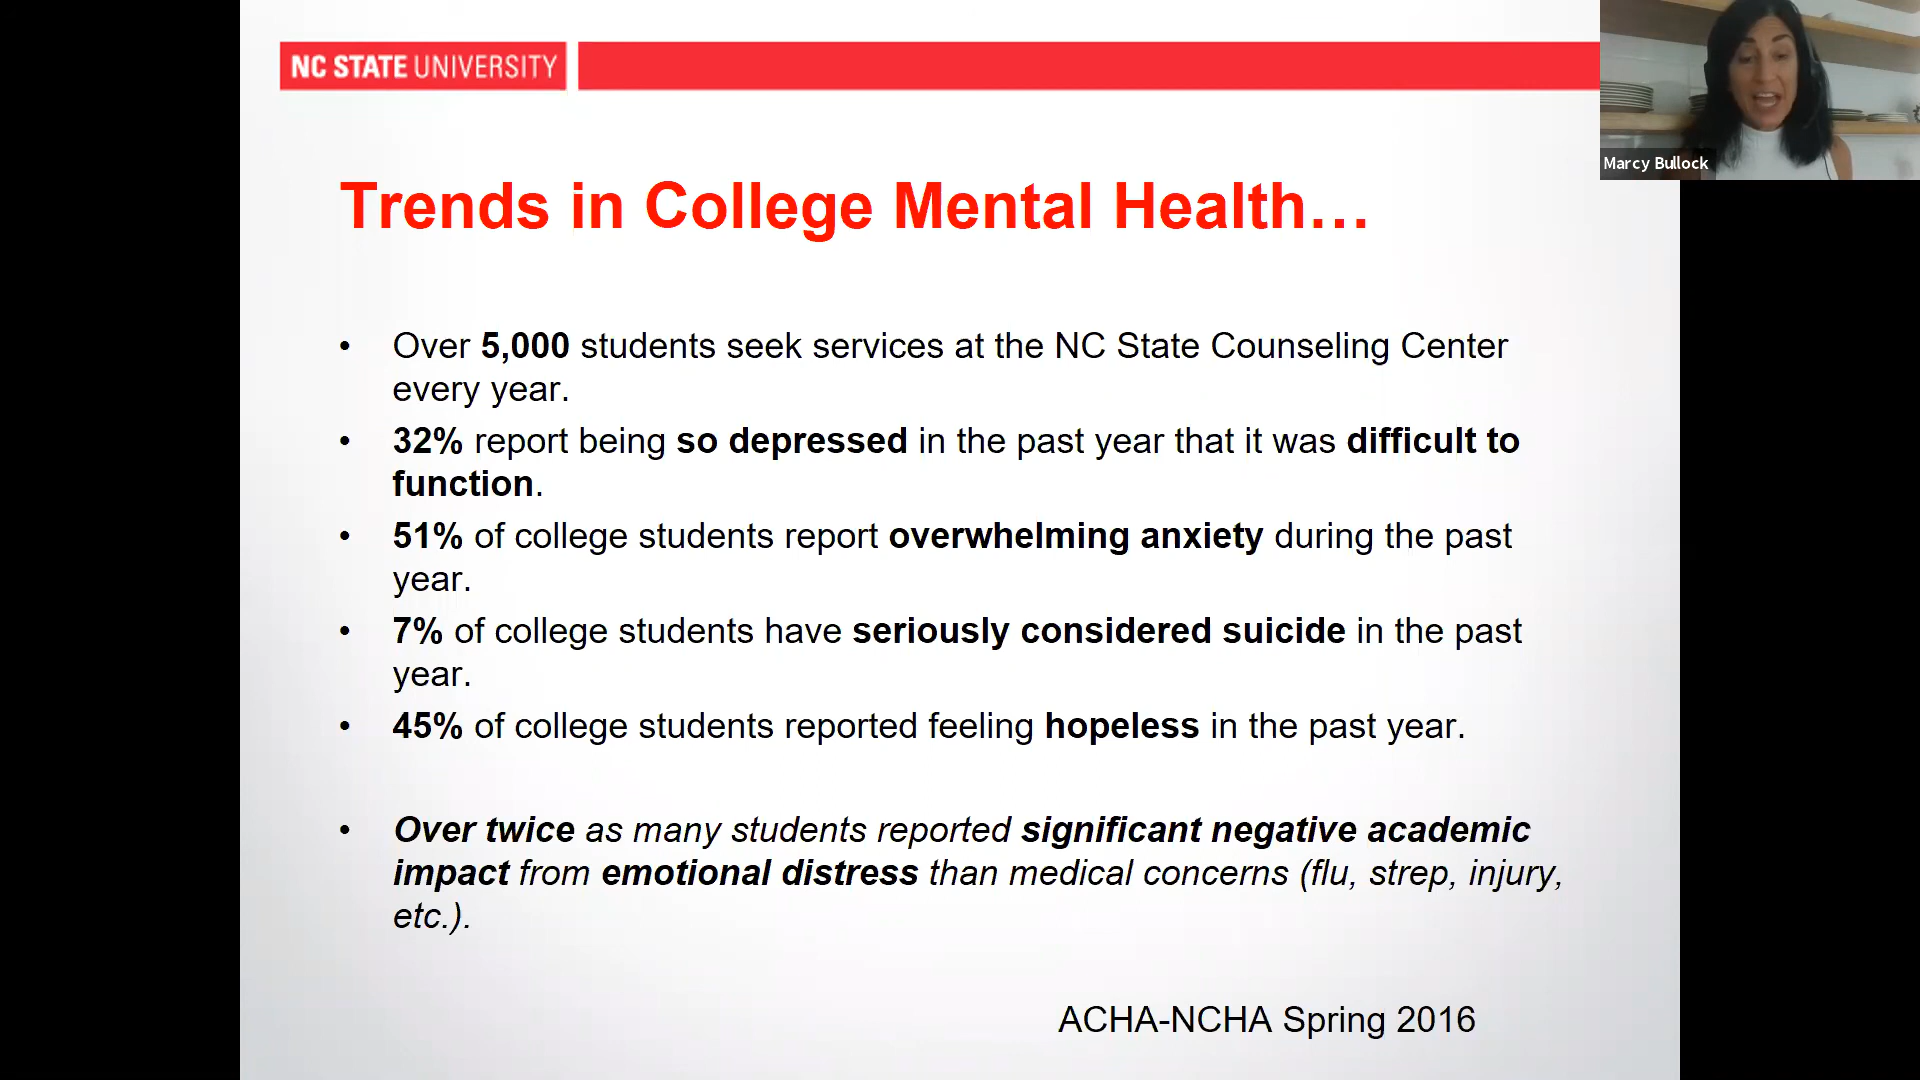 NC STATE UNIVERSITY
Marcy Bullock
Trends in College Mental Health…
• Over 5,000 students seek services at the NC State Counseling Center
every year.
• 32% report being so depressed in the past year that it was difficult to
function.
• 51% of college students report overwhelming anxiety during the past
year.
• 7% of college students have seriously considered suicide in the past
year.
• 45% of college students reported feeling hopeless in the past year.
• Over twice as many students reported significant negative academic
impact from emotional distress than medical concerns (flu, strep, injury,
etc.).
ACHA-NCHA Spring 2016